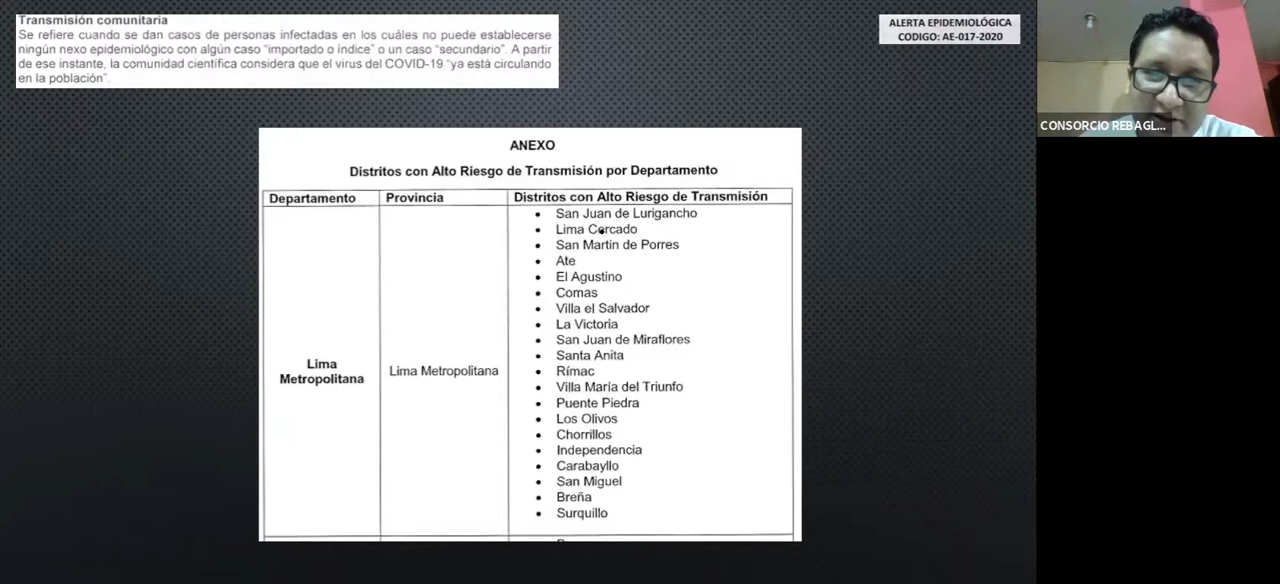 Transmisión comunitaria
Se refiere cuando se dan casos de personas infectadas en los cuáles no puede establecerse
ningún nexo epidemiológico con algún caso "importado o índice" o un caso "secundario". A partir
de ese instante, la comunidad científica considera que el virus del COVID-19 "ya está circulando
en la población".
ALERTA EPIDEMIOLÓGICA
CODIGO: AE-017-2020
CONSORCIO REBAGL...
ANEXO
Distritos con Alto Riesgo de Transmisión por Departamento
Departamento Provincia Distritos con Alto Riesgo de Transmisión
• San Juan de Lurigancho
• Lima Cercado
• San Martin de Porres
• Ate
• El Agustino
• Comas
• Villa el Salvador
• La Victoria
• San Juan de Miraflores
• Santa Anita
• Rímac
• Villa María del Triunfo
• Puente Piedra
• Los Olivos
• Chorrillos
• Independencia
• Carabayllo
• San Miguel
• Breña
• Surquillo
Lima
Metropolitana
Lima Metropolitana